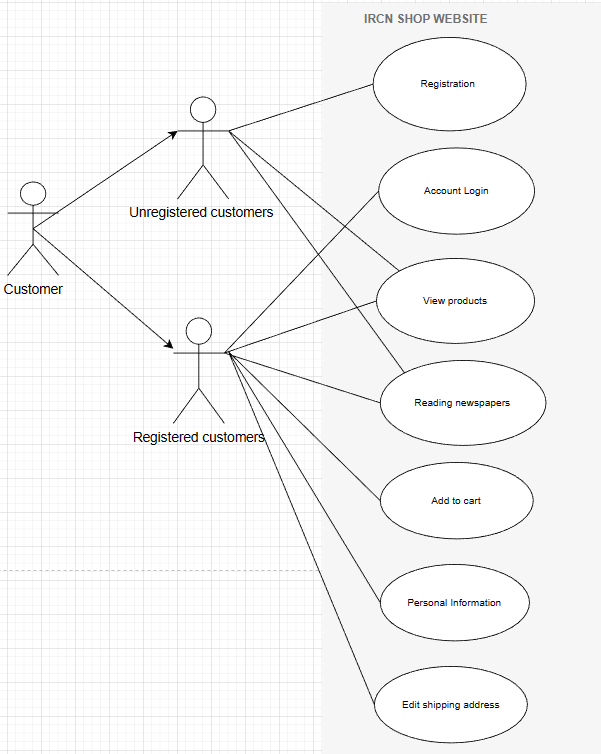 IRCN SHOP WEBSITE
Registration
Account Login
Unregistered customers
Customer
View products
Reading newspapers
Registered customers
Add to cart
Personal Information
Edit shipping address